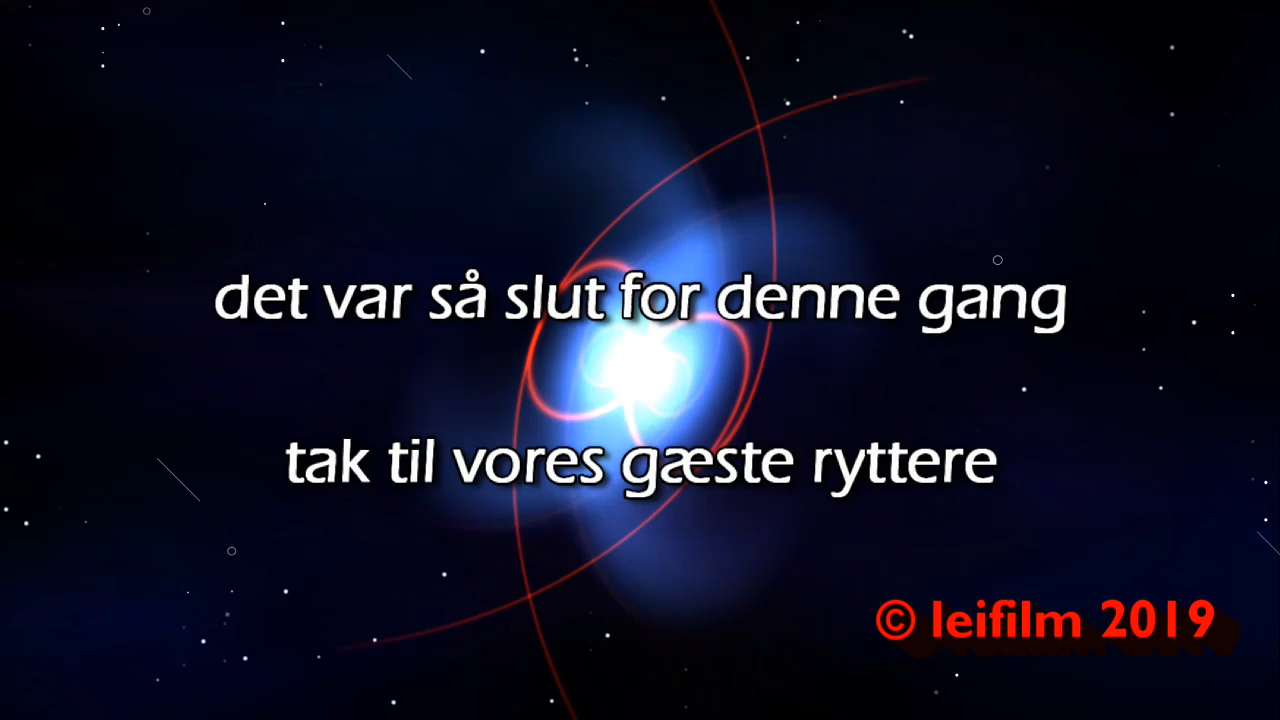 det var så slut for denne gang
tak til vores gæste ryttere
© leifilm 2019